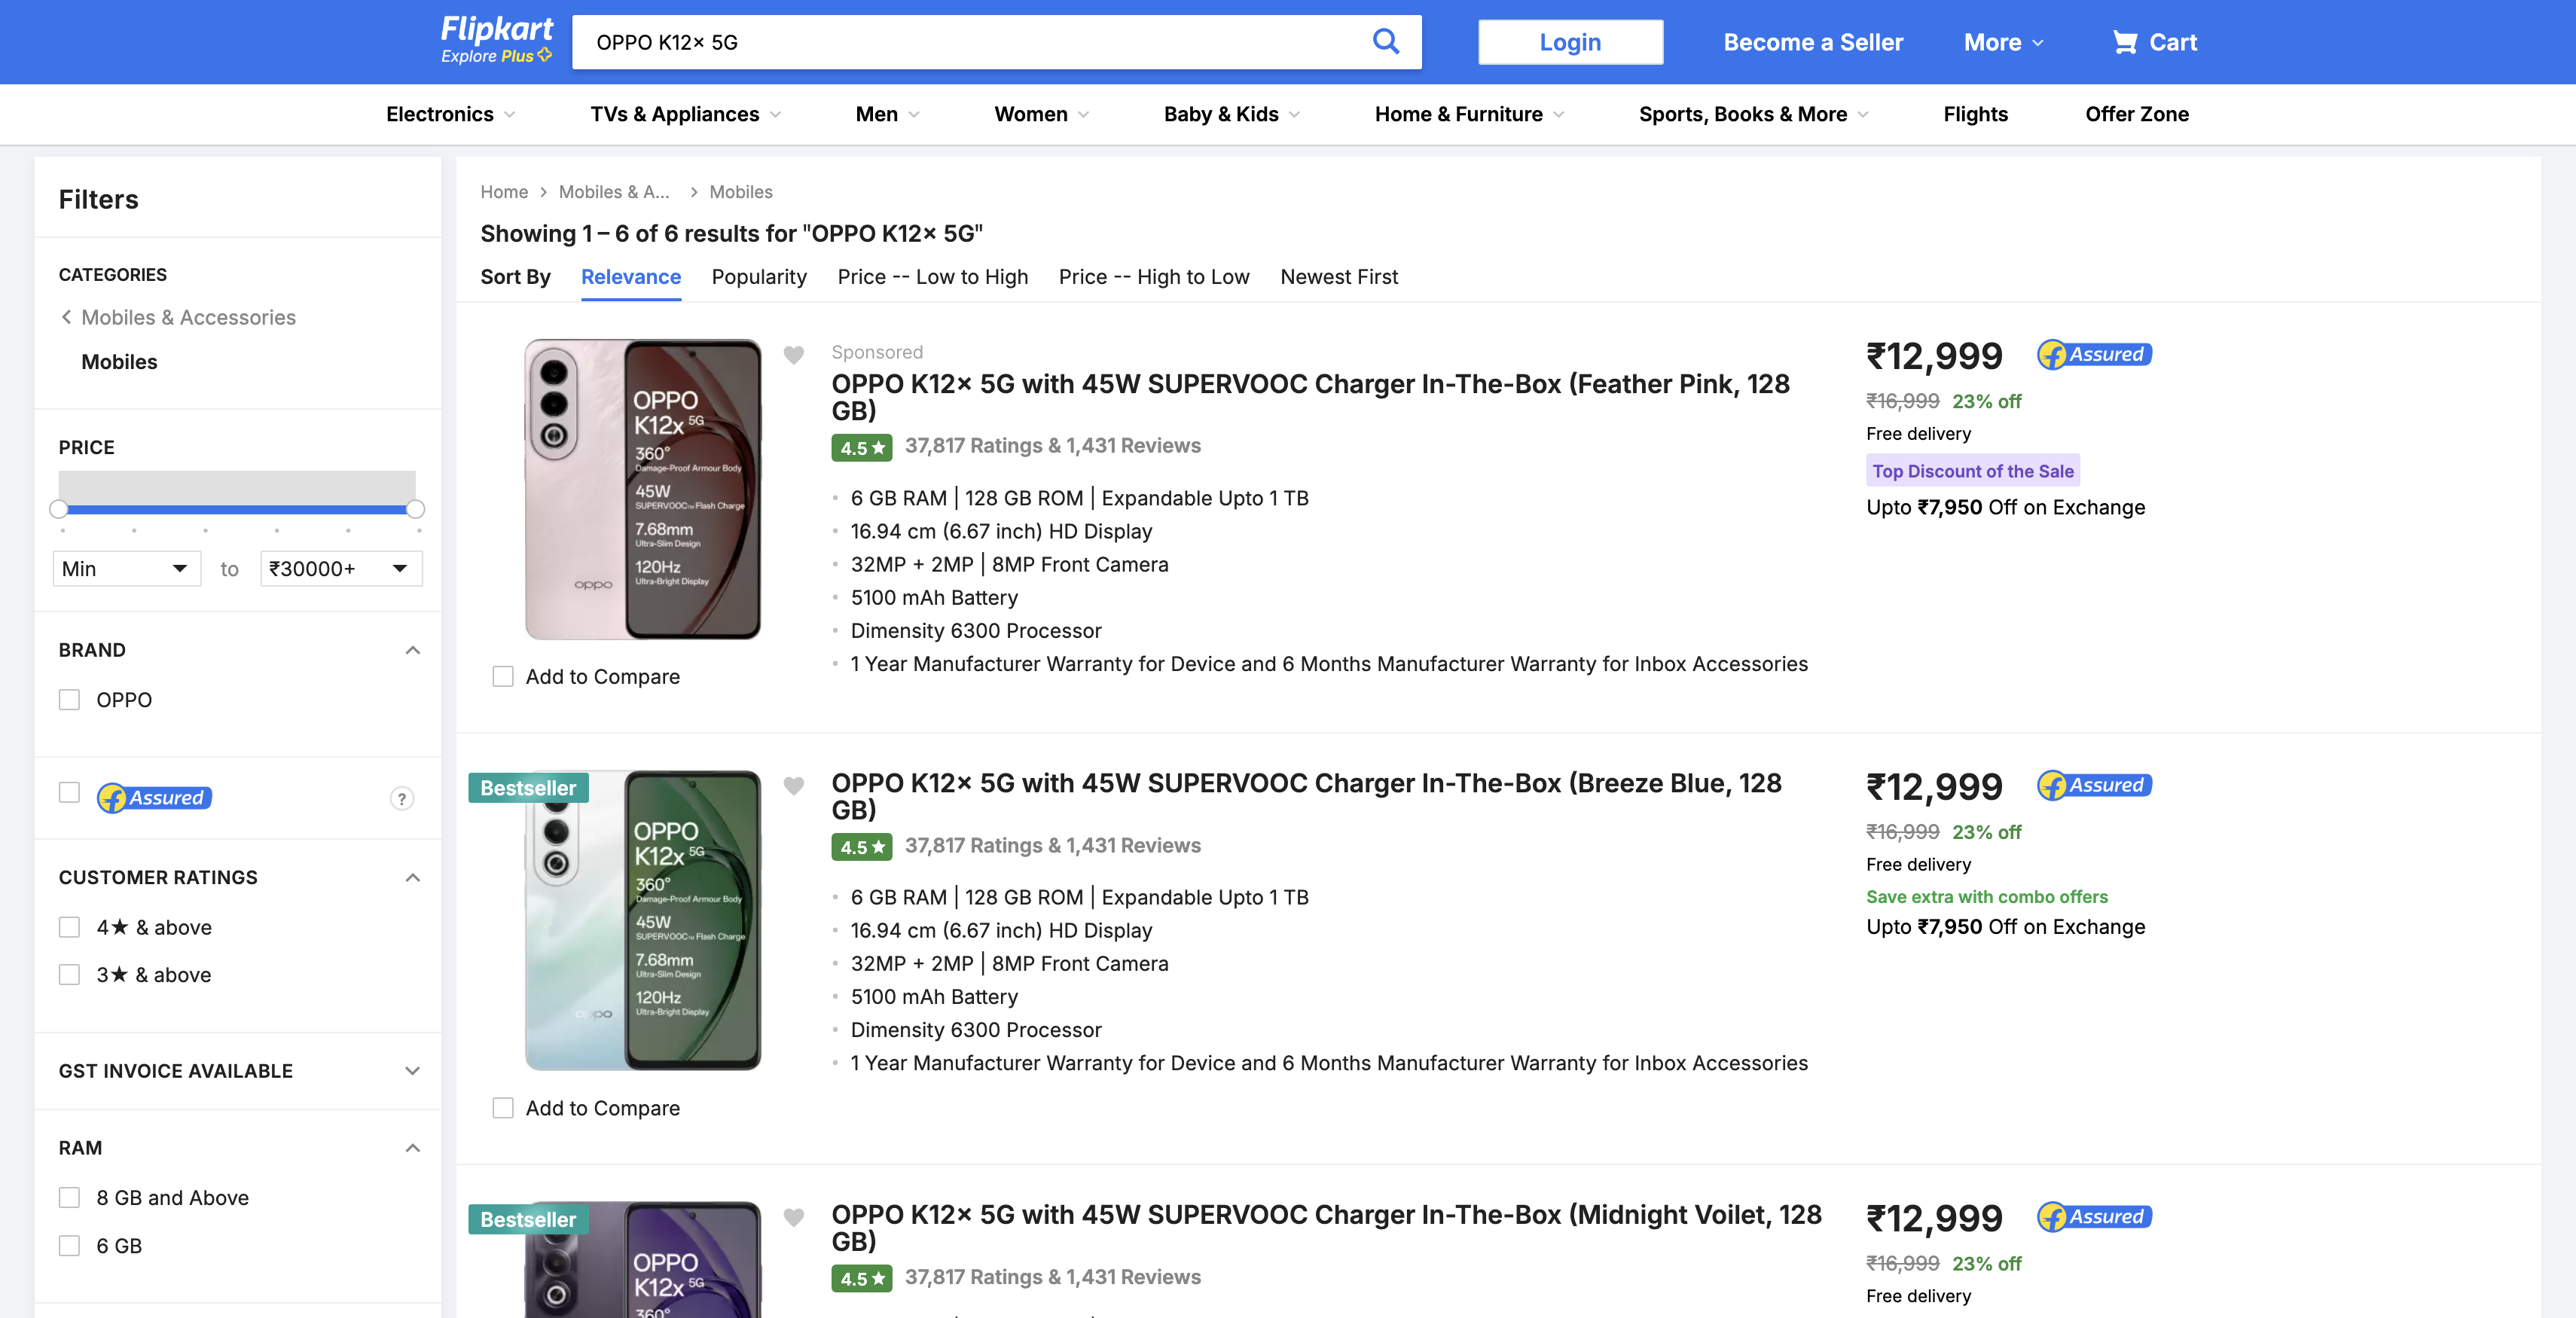 Flipkart
Explore Plus
OPPO K12x 5G
Login
Become a Seller
More
Cart
Electronics
TVs & Appliances
Men
Women
Baby & Kids
Home & Furniture
Sports, Books & More
Flights
Offer Zone
Filters
CATEGORIES
Mobiles & Accessories
Mobiles
PRICE
Min
to
₹30000+
BRAND
OPPO
Assured
?
CUSTOMER RATINGS
4★ & above
3★ & above
GST INVOICE AVAILABLE
RAM
8 GB and Above
6 GB
Home > Mobiles & A... > Mobiles
Showing 1 – 6 of 6 results for "OPPO K12x 5G"
Sort By
Relevance
Popularity
Price -- Low to High
Price -- High to Low
Newest First
OPPO
K12x 5G
360°
Damage-Proof Armour Body
45W
SUPERVOOC™ Flash Charge
7.68mm
Ultra-Slim Design
120Hz
Ultra-Bright Display
oppo
Add to Compare
Sponsored
OPPO K12x 5G with 45W SUPERVOOC Charger In-The-Box (Feather Pink, 128
GB)
4.5★ 37,817 Ratings & 1,431 Reviews
6 GB RAM | 128 GB ROM | Expandable Upto 1 TB
16.94 cm (6.67 inch) HD Display
32MP + 2MP | 8MP Front Camera
5100 mAh Battery
Dimensity 6300 Processor
1 Year Manufacturer Warranty for Device and 6 Months Manufacturer Warranty for Inbox Accessories
₹12,999
Assured
₹16,999 23% off
Free delivery
Top Discount of the Sale
Upto ₹7,950 Off on Exchange
Bestseller
OPPO
K12x 5G
360°
Damage-Proof Armour Body
45W
SUPERVOOC™ Flash Charge
7.68mm
Ultra-Slim Design
120Hz
Ultra-Bright Display
oppo
Add to Compare
OPPO K12x 5G with 45W SUPERVOOC Charger In-The-Box (Breeze Blue, 128
GB)
4.5★ 37,817 Ratings & 1,431 Reviews
6 GB RAM | 128 GB ROM | Expandable Upto 1 TB
16.94 cm (6.67 inch) HD Display
32MP + 2MP | 8MP Front Camera
5100 mAh Battery
Dimensity 6300 Processor
1 Year Manufacturer Warranty for Device and 6 Months Manufacturer Warranty for Inbox Accessories
₹12,999
Assured
₹16,999 23% off
Free delivery
Save extra with combo offers
Upto ₹7,950 Off on Exchange
Bestseller
OPPO
K12x 5G
360°
OPPO K12x 5G with 45W SUPERVOOC Charger In-The-Box (Midnight Voilet, 128
GB)
4.5★ 37,817 Ratings & 1,431 Reviews
₹12,999
Assured
₹16,999 23% off
Free delivery